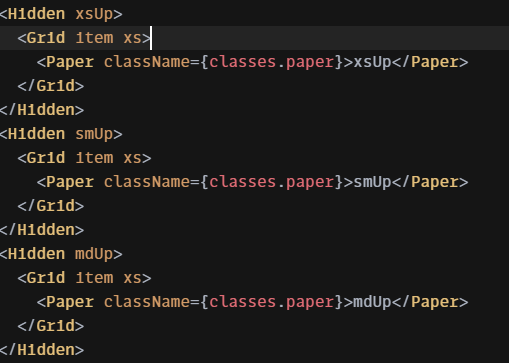 <Hidden xsUp>
<Grid item xs>
<Paper className={classes.paper}>xsUp</Paper>
</Grid>
</Hidden>
<Hidden smUp>
<Grid item xs>
<Paper className={classes.paper}>smUp</Paper>
</Grid>
</Hidden>
<Hidden mdUp>
<Grid item xs>
<Paper className={classes.paper}>mdUp</Paper>
</Grid>
</Hidden>